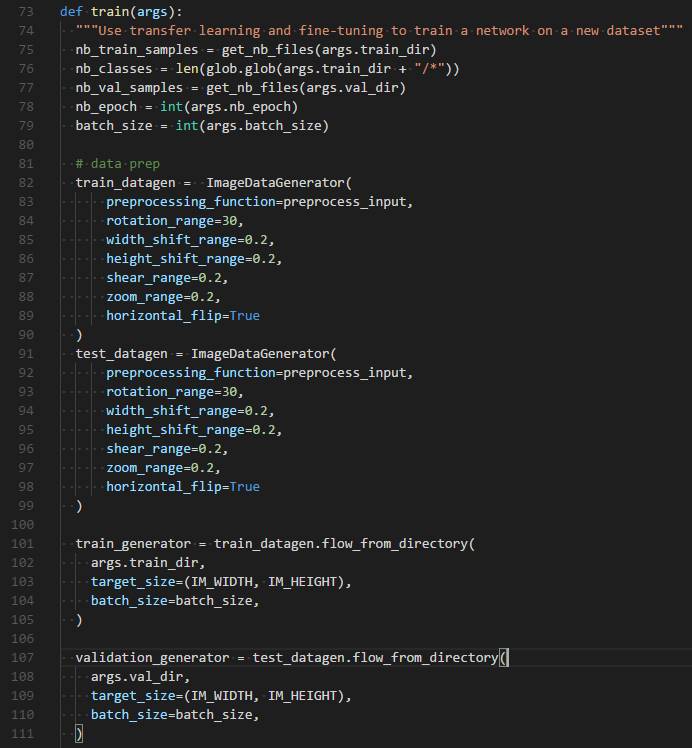 73 def train(args):
74   """Use transfer learning and fine-tuning to train a network on a new dataset"""
75   nb_train_samples = get_nb_files(args.train_dir)
76   nb_classes = len(glob.glob(args.train_dir + "/*"))
77   nb_val_samples = get_nb_files(args.val_dir)
78   nb_epoch = int(args.nb_epoch)
79   batch_size = int(args.batch_size)
80
81   # data prep
82   train_datagen =  ImageDataGenerator(
83       preprocessing_function=preprocess_input,
84       rotation_range=30,
85       width_shift_range=0.2,
86       height_shift_range=0.2,
87       shear_range=0.2,
88       zoom_range=0.2,
89       horizontal_flip=True
90   )
91   test_datagen = ImageDataGenerator(
92       preprocessing_function=preprocess_input,
93       rotation_range=30,
94       width_shift_range=0.2,
95       height_shift_range=0.2,
96       shear_range=0.2,
97       zoom_range=0.2,
98       horizontal_flip=True
99   )
100
101   train_generator = train_datagen.flow_from_directory(
102     args.train_dir,
103     target_size=(IM_WIDTH, IM_HEIGHT),
104     batch_size=batch_size,
105   )
106
107   validation_generator = test_datagen.flow_from_directory(
108     args.val_dir,
109     target_size=(IM_WIDTH, IM_HEIGHT),
110     batch_size=batch_size,
111   )